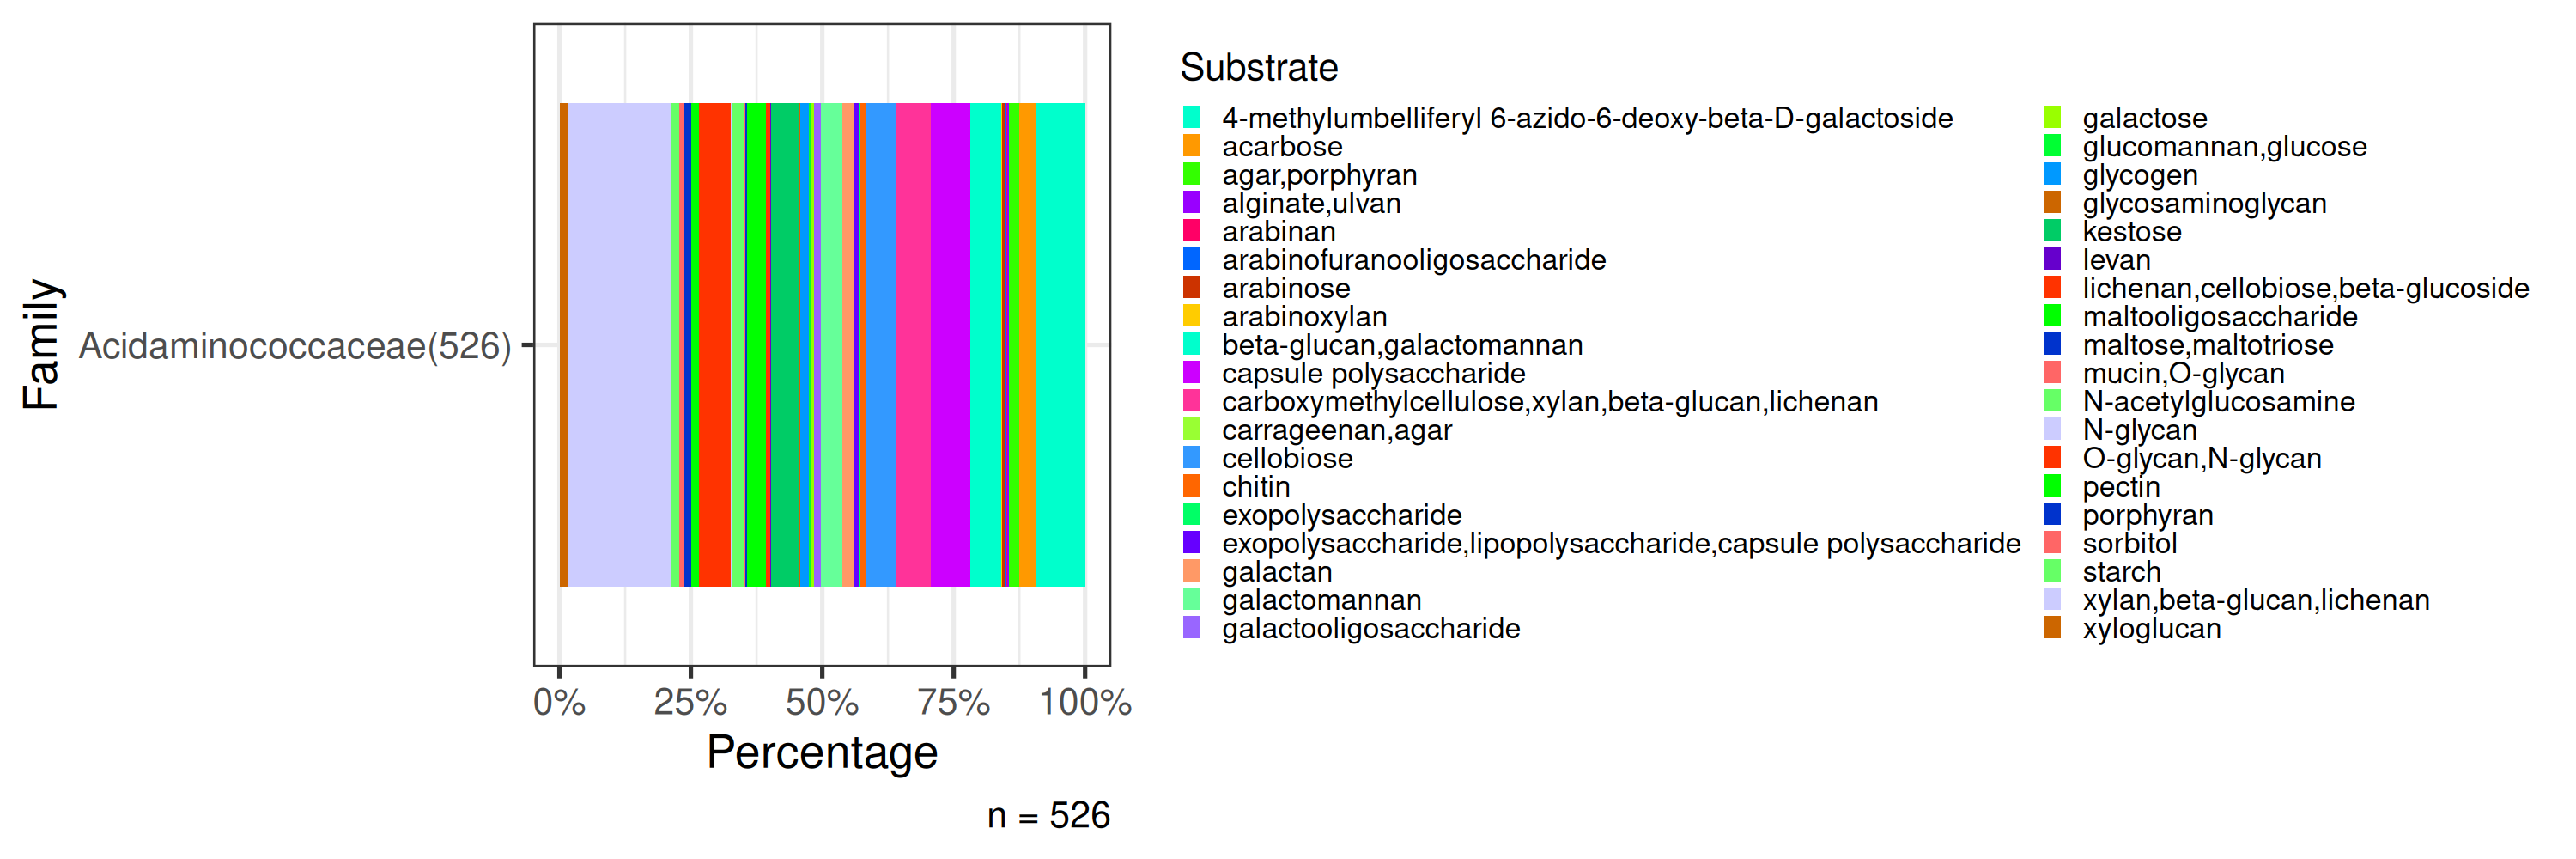 Family
Acidaminococcaceae(526)
0% 25% 50% 75% 100%
Percentage
n = 526
Substrate
4-methylumbelliferyl 6-azido-6-deoxy-beta-D-galactoside
acarbose
agar,porphyran
alginate,ulvan
arabinan
arabinofuranooligosaccharide
arabinose
arabinoxylan
beta-glucan,galactomannan
capsule polysaccharide
carboxymethylcellulose,xylan,beta-glucan,lichenan
carrageenan,agar
cellobiose
chitin
exopolysaccharide
exopolysaccharide,lipopolysaccharide,capsule polysaccharide
galactan
galactomannan
galactooligosaccharide
galactose
glucomannan,glucose
glycogen
glycosaminoglycan
kestose
levan
lichenan,cellobiose,beta-glucoside
maltooligosaccharide
maltose,maltotriose
mucin,O-glycan
N-acetylglucosamine
N-glycan
O-glycan,N-glycan
pectin
porphyran
sorbitol
starch
xylan,beta-glucan,lichenan
xyloglucan